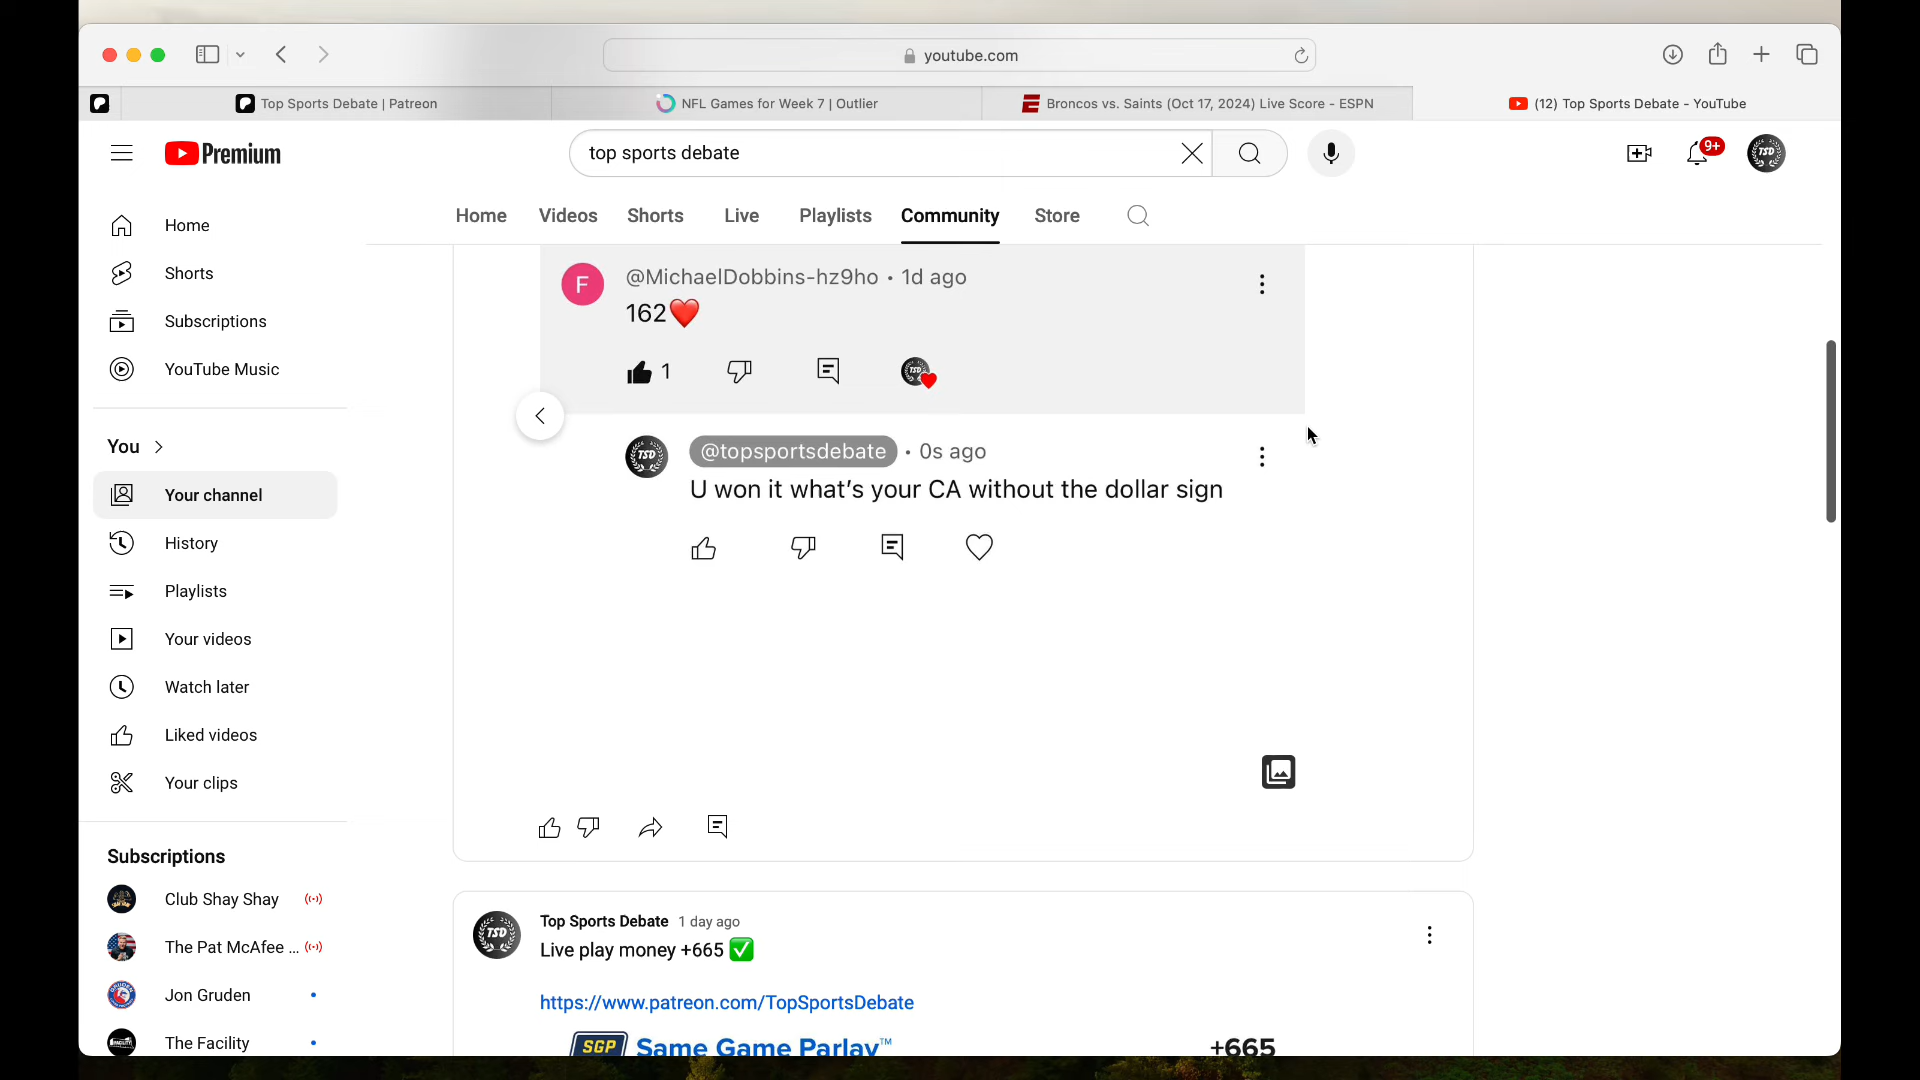 youtube.com
Top Sports Debate | Patreon
NFL Games for Week 7 | Outlier
Broncos vs. Saints (Oct 17, 2024) Live Score - ESPN
(12) Top Sports Debate - YouTube
Premium
top sports debate
9+
TSD
Home
Videos
Shorts
Live
Playlists
Community
Store
Home
Shorts
Subscriptions
YouTube Music
You
Your channel
History
Playlists
Your videos
Watch later
Liked videos
Your clips
Subscriptions
Club Shay Shay
The Pat McAfee ...
Jon Gruden
The Facility
F
@MichaelDobbins-hz9ho • 1d ago
162❤️
1
TSD
TSD
@topsportsdebate • 0s ago
U won it what's your CA without the dollar sign
TSD
Top Sports Debate 1 day ago
Live play money +665 ✅
https://www.patreon.com/TopSportsDebate
SGP Same Game Parlay™ +665